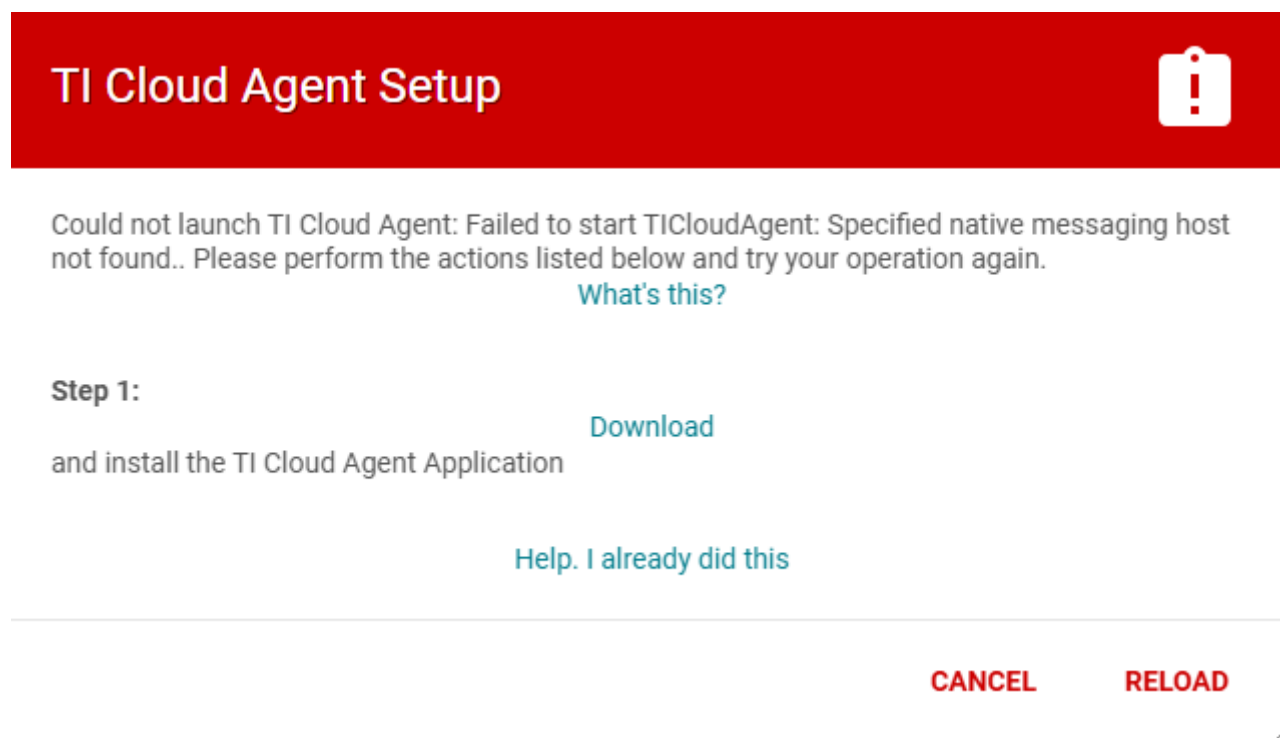 TI Cloud Agent Setup
Could not launch TI Cloud Agent: Failed to start TICloudAgent: Specified native messaging host
not found.. Please perform the actions listed below and try your operation again.
What's this?
Step 1:
Download
and install the TI Cloud Agent Application
Help. I already did this
CANCEL RELOAD